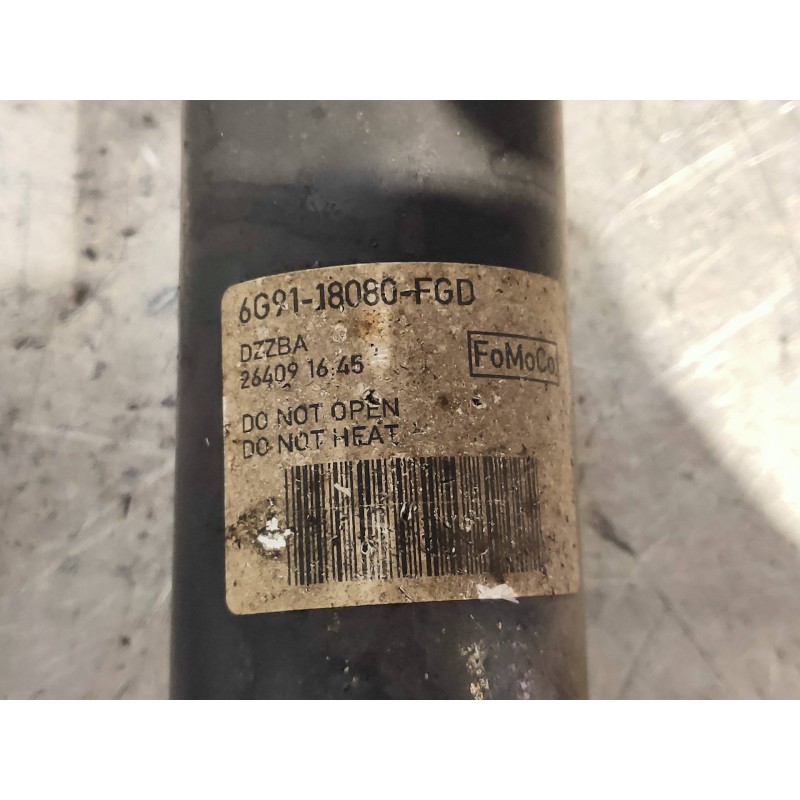 6G91-18080-FGD
DZZBA
FoMoCo
26409 16:45
DO NOT OPEN
DO NOT HEAT